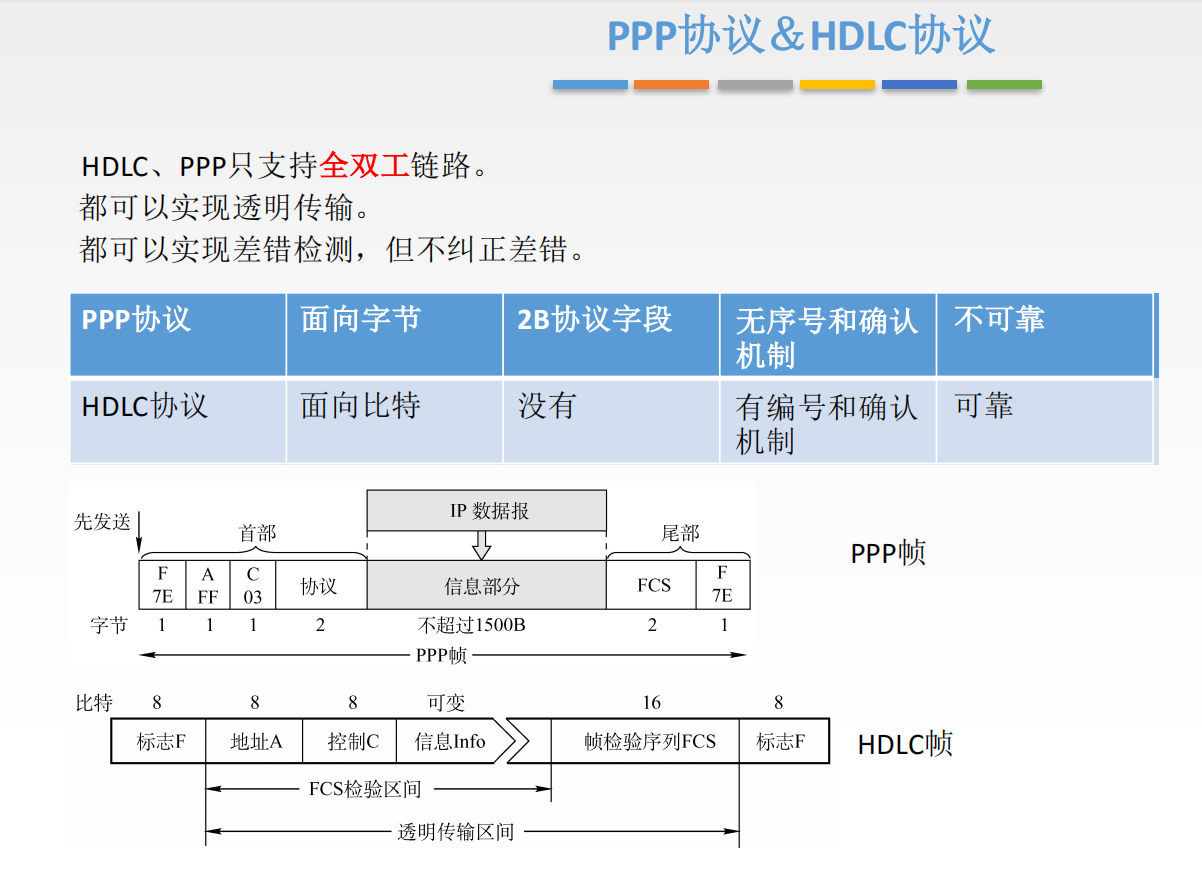 PPP协议＆HDLC协议
HDLC、PPP只支持全双工链路。
都可以实现透明传输。
都可以实现差错检测，但不纠正差错。
PPP协议 面向字节 2B协议字段 无序号和确认机制 不可靠
HDLC协议 面向比特 没有 有编号和确认机制 可靠
IP 数据报
先发送 首部 尾部
PPP帧
F A C 协议 信息部分 FCS F
7E FF 03 7E
字节 1 1 1 2 不超过1500B 2 1
PPP帧
比特 8 8 8 可变 16 8
标志F 地址A 控制C 信息Info 帧检验序列FCS 标志F
HDLC帧
FCS检验区间
透明传输区间